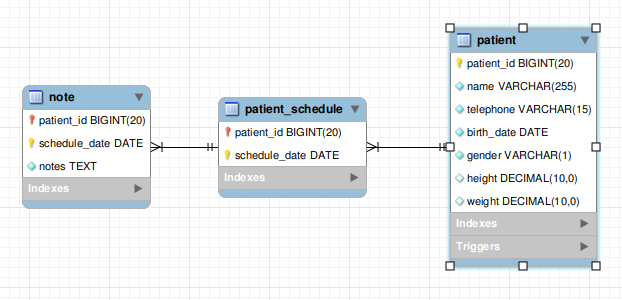 note
patient_id BIGINT(20)
schedule_date DATE
notes TEXT
Indexes
patient_schedule
patient_id BIGINT(20)
schedule_date DATE
Indexes
patient
patient_id BIGINT(20)
name VARCHAR(255)
telephone VARCHAR(15)
birth_date DATE
gender VARCHAR(1)
height DECIMAL(10,0)
weight DECIMAL(10,0)
Indexes
Triggers